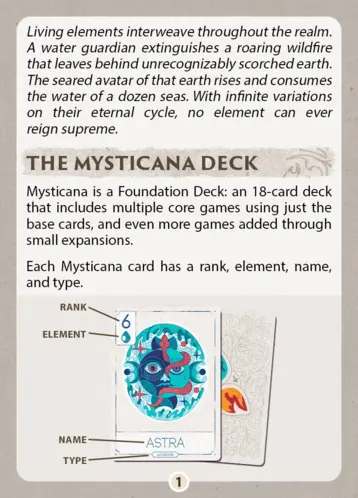 Living elements interweave throughout the realm.
A water guardian extinguishes a roaring wildfire
that leaves behind unrecognizably scorched earth.
The seared avatar of that earth rises and consumes
the water of a dozen seas. With infinite variations
on their eternal cycle, no element can ever
reign supreme.
THE MYSTICANA DECK
Mysticana is a Foundation Deck: an 18-card deck
that includes multiple core games using just the
base cards, and even more games added through
small expansions.
Each Mysticana card has a rank, element, name,
and type.
RANK
6
ELEMENT
NAME
ASTRA
TYPE
1